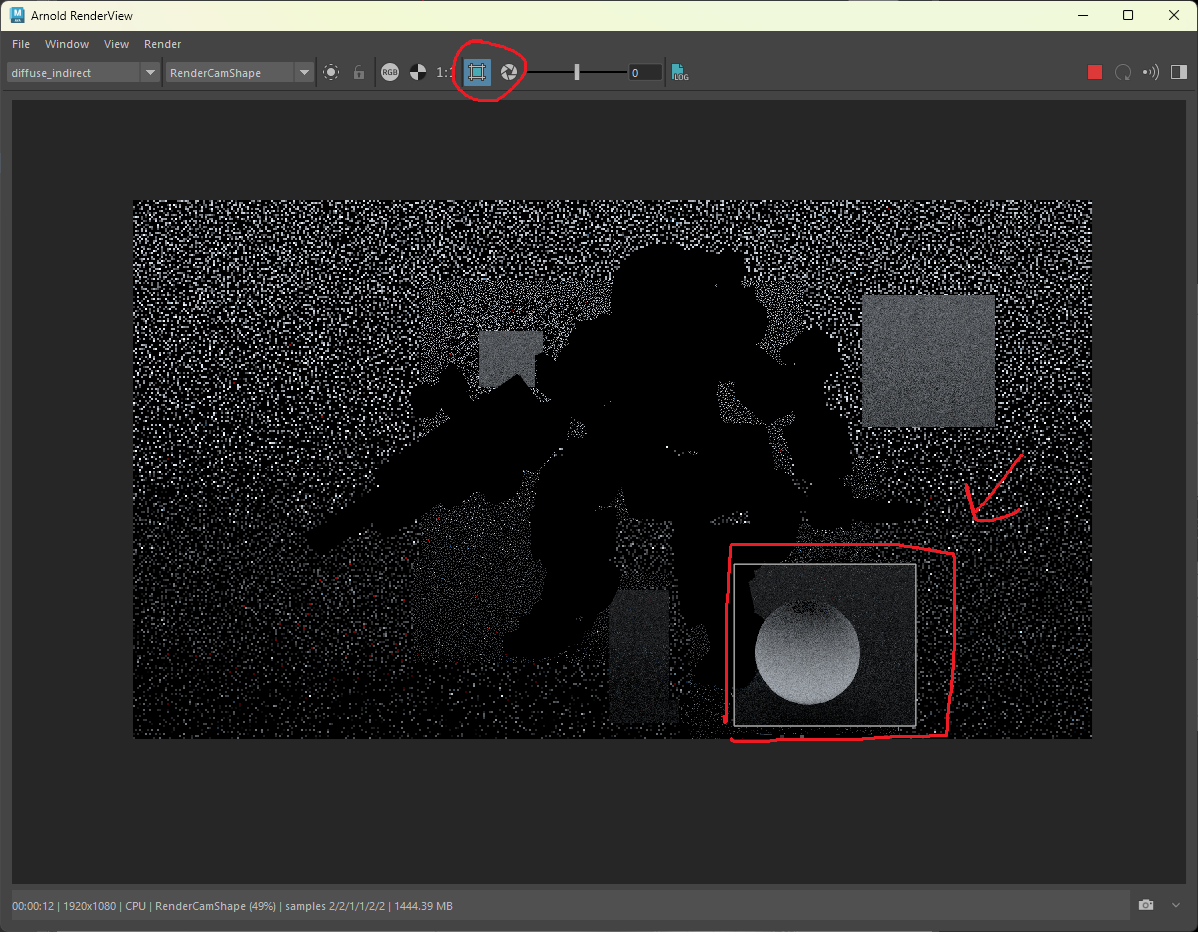 Arnold RenderView
File Window View Render
diffuse_indirect RenderCamShape RGB 1:1 0 LOG
00:00:12 | 1920x1080 | CPU | RenderCamShape (49%) | samples 2/2/1/1/2/2 | 1444.39 MB